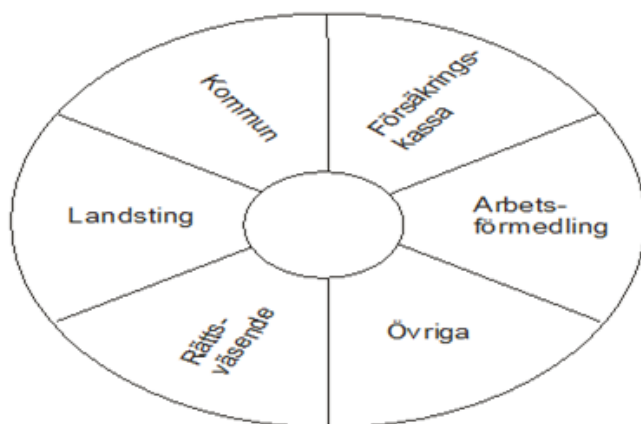 Kommun
Försäkrings-
kassa
Landsting
Arbets-
förmedling
Rätts-
väsende
Övriga